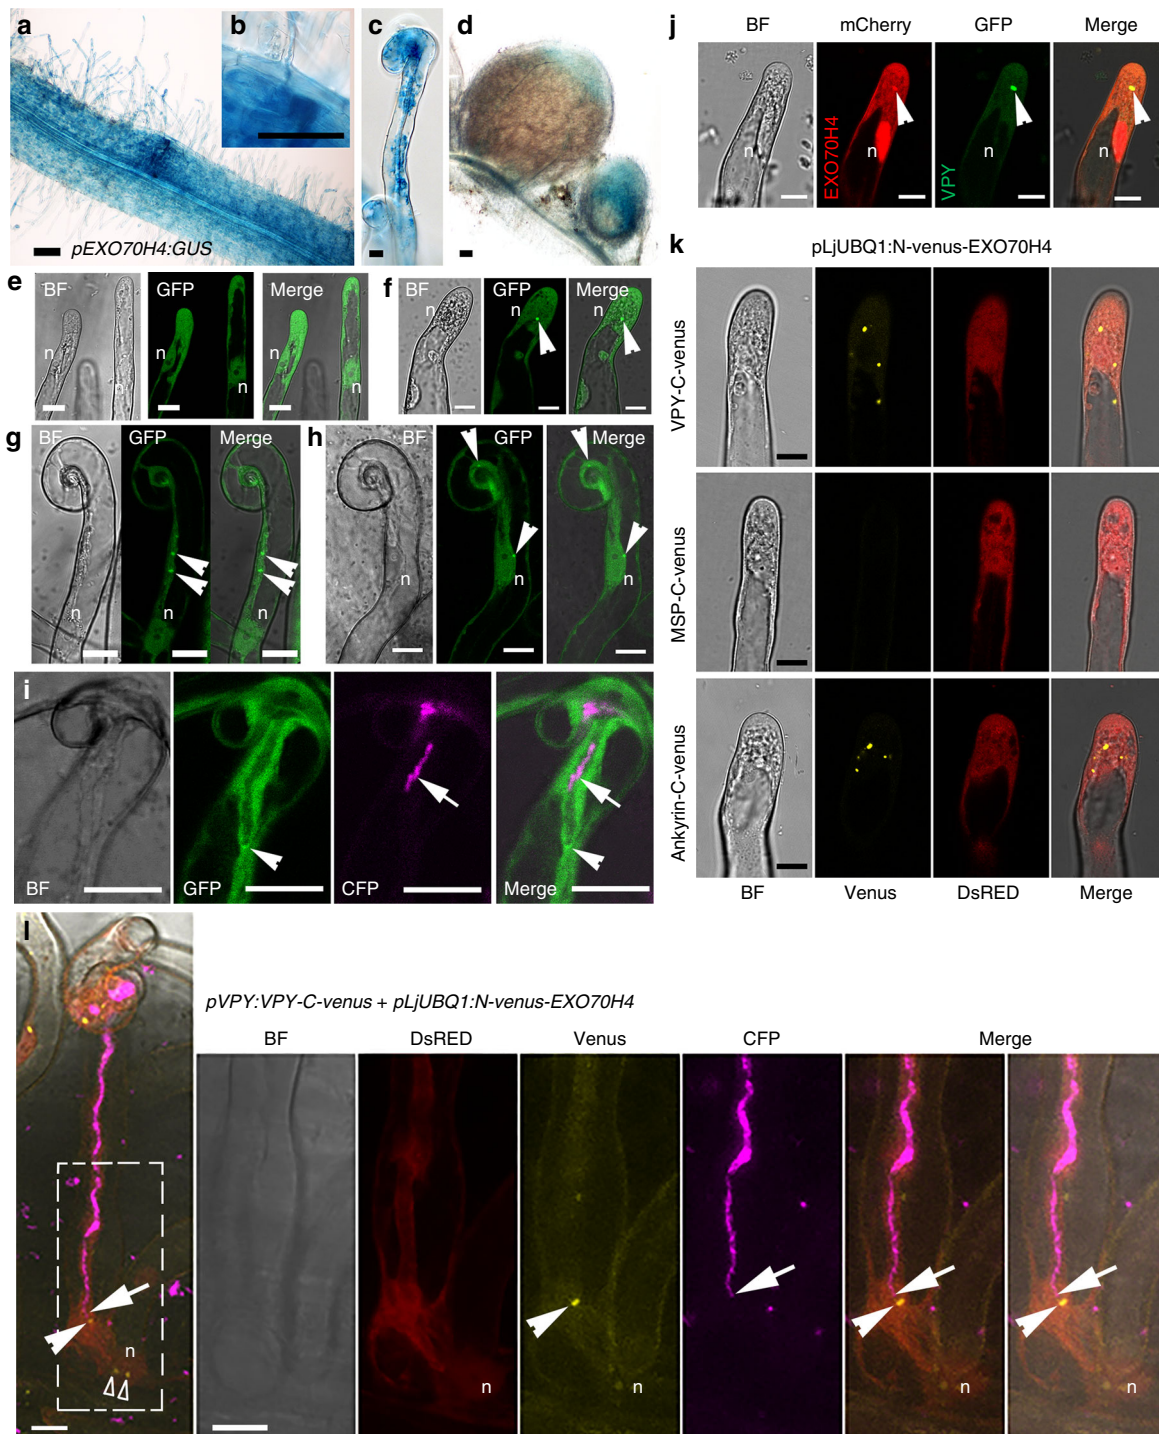 a
b
c
d
pEXO70H4:GUS
e
BF
GFP
Merge
n
n
n
n
n
n
f
BF
GFP
Merge
n
n
n
g
BF
GFP
Merge
n
n
n
h
BF
GFP
Merge
n
n
n
i
BF
GFP
CFP
Merge
j
BF
mCherry
GFP
Merge
EXO70H4
VPY
n
n
n
n
k
pLjUBQ1:N-venus-EXO70H4
VPY-C-venus
MSP-C-venus
Ankyrin-C-venus
BF
Venus
DsRED
Merge
l
pVPY:VPY-C-venus + pLjUBQ1:N-venus-EXO70H4
BF
DsRED
Venus
CFP
Merge
n
n
n
n
n